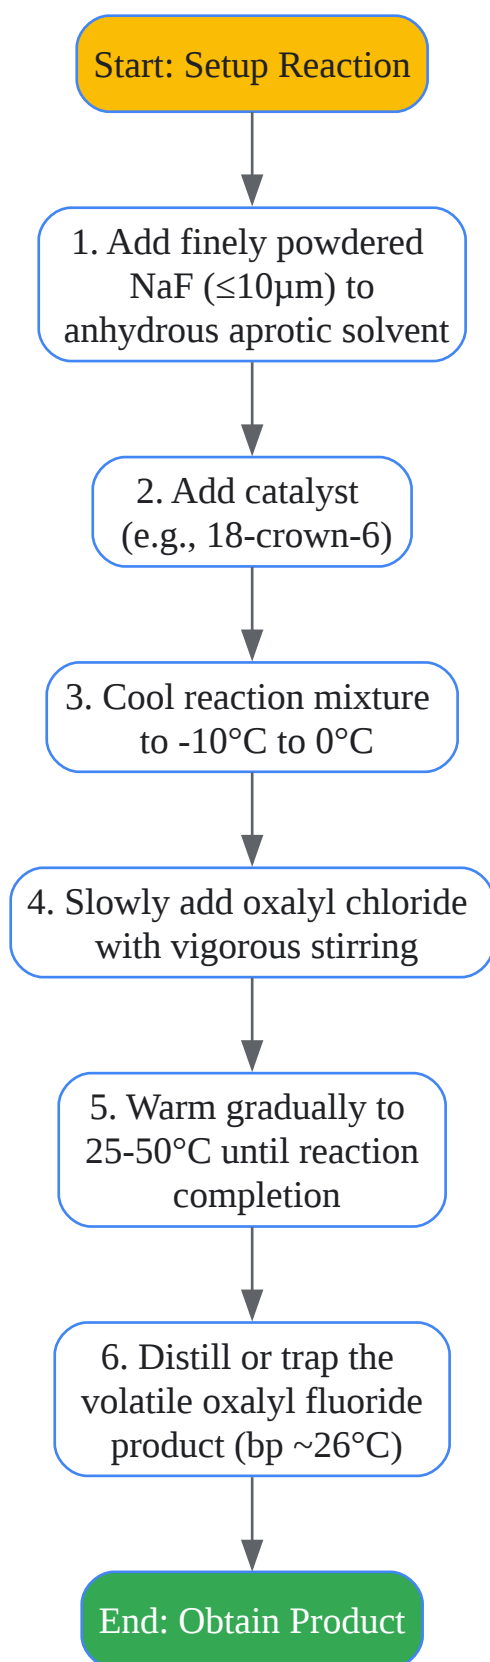 Start: Setup Reaction
1. Add finely powdered
NaF (≤10µm) to
anhydrous aprotic solvent
2. Add catalyst
(e.g., 18-crown-6)
3. Cool reaction mixture
to -10°C to 0°C
4. Slowly add oxalyl chloride
with vigorous stirring
5. Warm gradually to
25-50°C until reaction
completion
6. Distill or trap the
volatile oxalyl fluoride
product (bp ~26°C)
End: Obtain Product